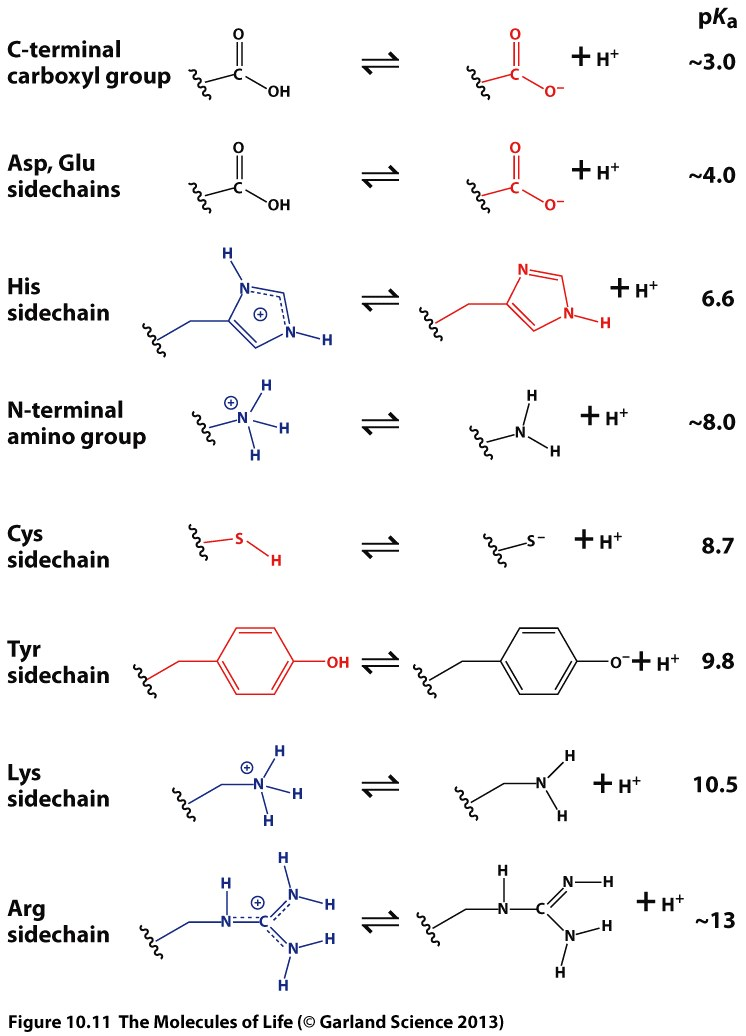 pKa
C-terminal
carboxyl group
O
C
OH
O
C
O−
+ H+
~3.0
Asp, Glu
sidechains
O
C
OH
O
C
O−
+ H+
~4.0
His
sidechain
H
N
⊕
N
H
N
N
H
+ H+
6.6
N-terminal
amino group
⊕
H
N
H
H
H
N
H
+ H+
~8.0
Cys
sidechain
S
H
S−
+ H+
8.7
Tyr
sidechain
OH
O−
+ H+
9.8
Lys
sidechain
⊕
H
N
H
H
H
N
H
+ H+
10.5
Arg
sidechain
H
H
N
⊕
C
N
H
N
H
H
H
N
C
N
H
N
H
H
+ H+
~13
Figure 10.11 The Molecules of Life (© Garland Science 2013)